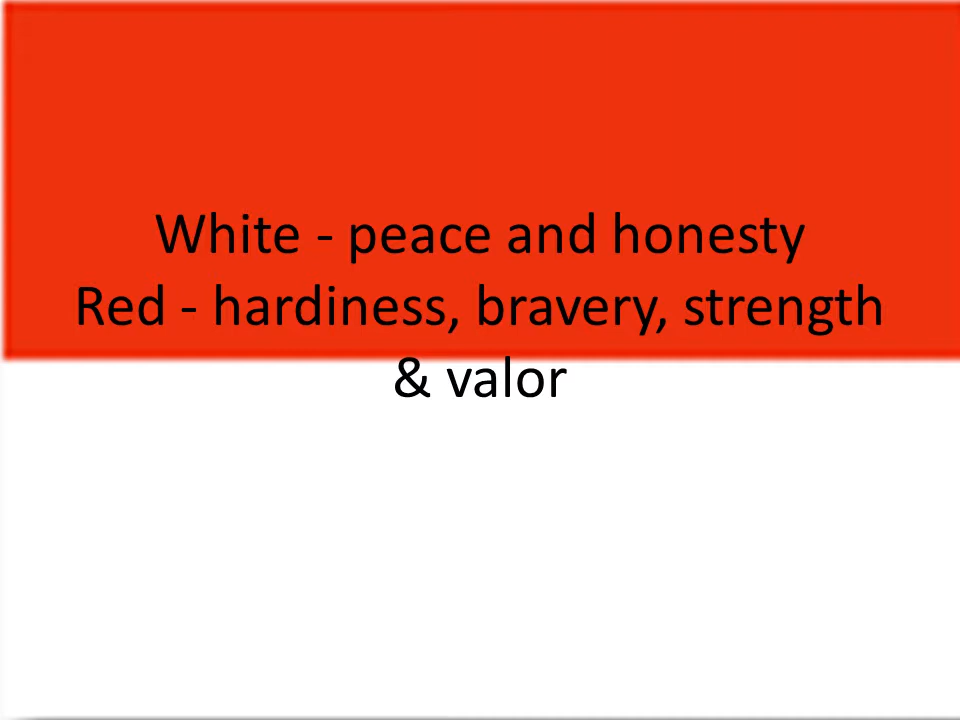 White - peace and honesty
Red - hardiness, bravery, strength
& valor